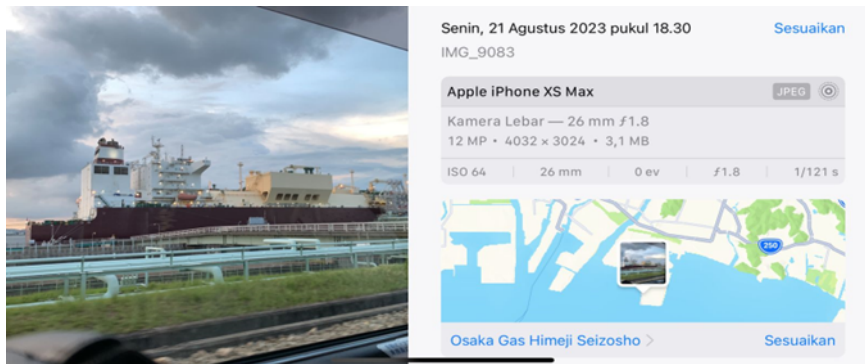 Senin, 21 Agustus 2023 pukul 18.30
Sesuaikan
IMG_9083
Apple iPhone XS Max
JPEG
Kamera Lebar — 26 mm ƒ1.8
12 MP • 4032 × 3024 • 3,1 MB
ISO 64
26 mm
0 ev
ƒ1.8
1/121 s
250
Osaka Gas Himeji Seizosho
Sesuaikan